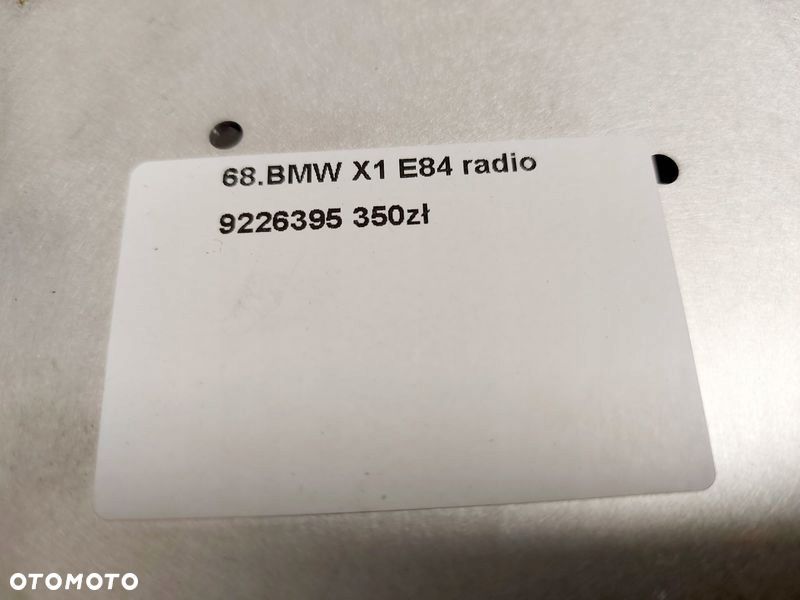 68.BMW X1 E84 radio
9226395 350zł
OTOMOTO